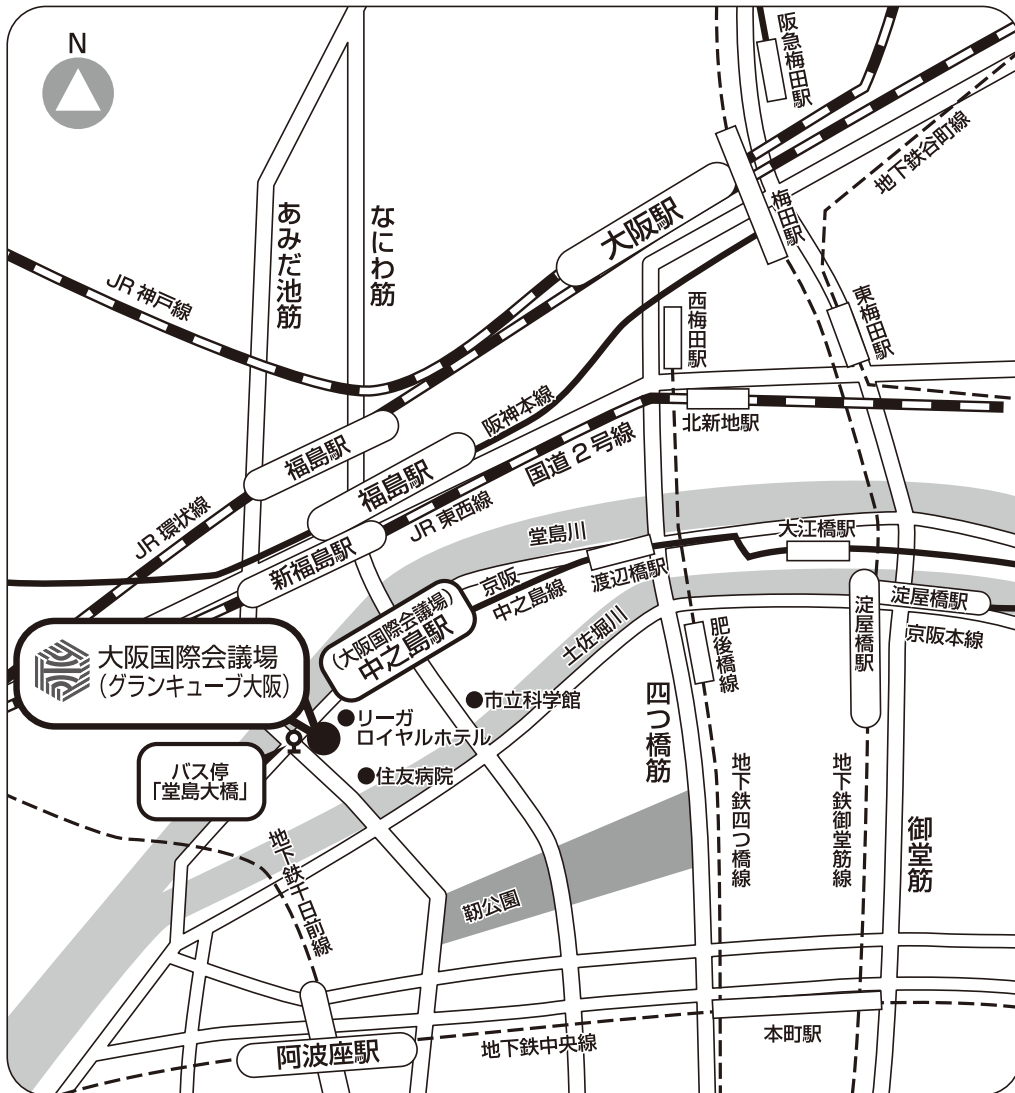 N
阪急梅田駅
地下鉄谷町線
あみだ池筋
なにわ筋
大阪駅
梅田駅
JR 神戸線
西梅田駅
東梅田駅
阪神本線
北新地駅
福島駅
福島駅
国道2号線
JR 環状線
JR 東西線
新福島駅
堂島川
大江橋駅
京阪
中之島線
渡辺橋駅
淀屋橋駅
淀屋橋駅
京阪本線
(大阪国際会議場)
中之島駅
土佐堀川
肥後橋線
大阪国際会議場
(グランキューブ大阪)
市立科学館
リーガ
ロイヤルホテル
四つ橋筋
バス停
「堂島大橋」
住友病院
地下鉄四つ橋線
地下鉄御堂筋線
御堂筋
地下鉄千日前線
靭公園
阿波座駅
地下鉄中央線
本町駅